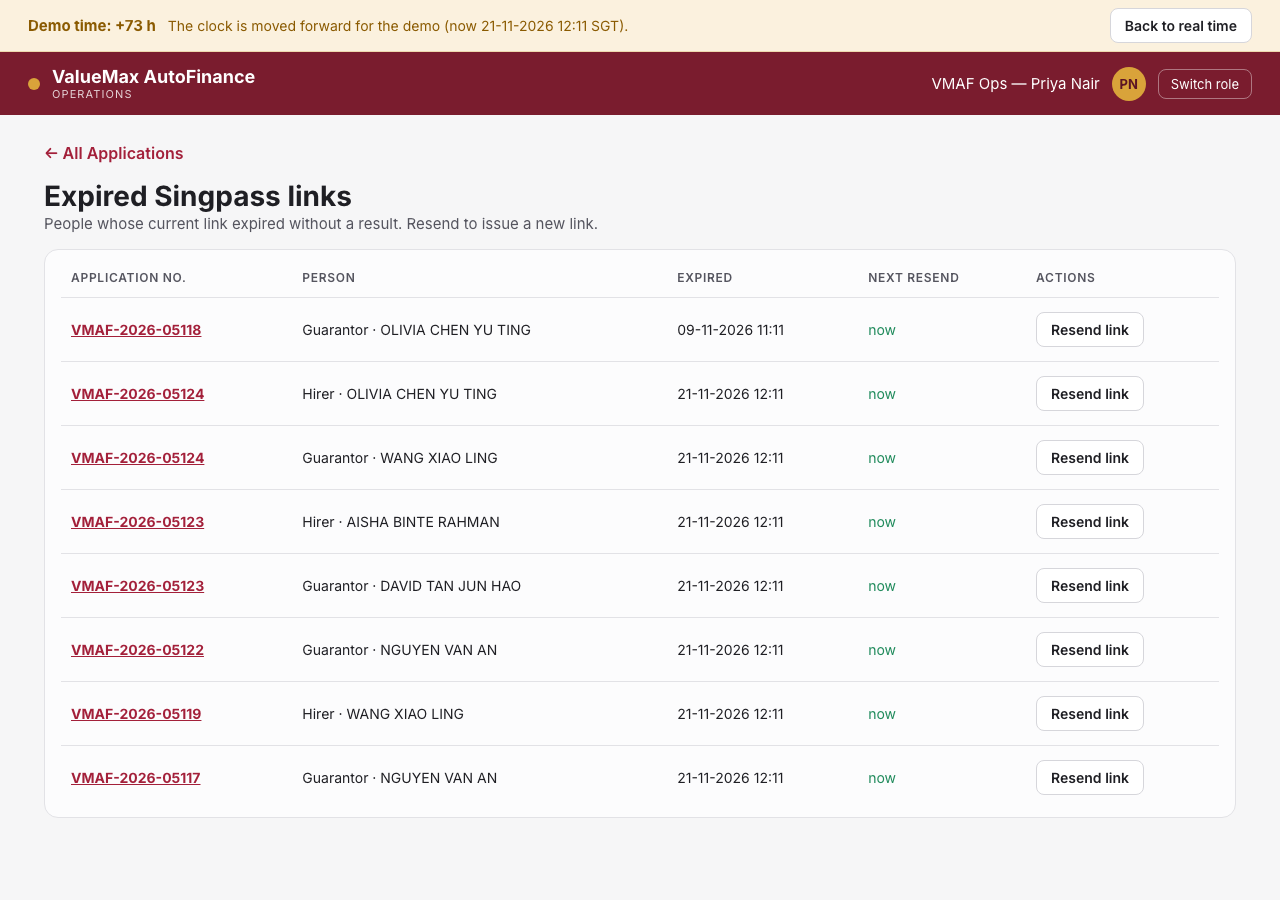 Demo time: +73 h The clock is moved forward for the demo (now 21-11-2026 12:11 SGT). Back to real time
ValueMax AutoFinance
OPERATIONS
VMAF Ops — Priya Nair PN Switch role
← All Applications
Expired Singpass links
People whose current link expired without a result. Resend to issue a new link.
APPLICATION NO. PERSON EXPIRED NEXT RESEND ACTIONS
VMAF-2026-05118 Guarantor · OLIVIA CHEN YU TING 09-11-2026 11:11 now Resend link
VMAF-2026-05124 Hirer · OLIVIA CHEN YU TING 21-11-2026 12:11 now Resend link
VMAF-2026-05124 Guarantor · WANG XIAO LING 21-11-2026 12:11 now Resend link
VMAF-2026-05123 Hirer · AISHA BINTE RAHMAN 21-11-2026 12:11 now Resend link
VMAF-2026-05123 Guarantor · DAVID TAN JUN HAO 21-11-2026 12:11 now Resend link
VMAF-2026-05122 Guarantor · NGUYEN VAN AN 21-11-2026 12:11 now Resend link
VMAF-2026-05119 Hirer · WANG XIAO LING 21-11-2026 12:11 now Resend link
VMAF-2026-05117 Guarantor · NGUYEN VAN AN 21-11-2026 12:11 now Resend link